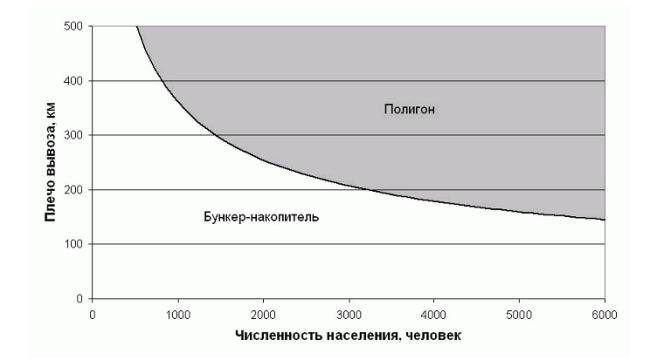 500
400
300
200
100
0
Плечо вывоза, км
Полигон
Бункер-накопитель
0 1000 2000 3000 4000 5000 6000
Численность населения, человек